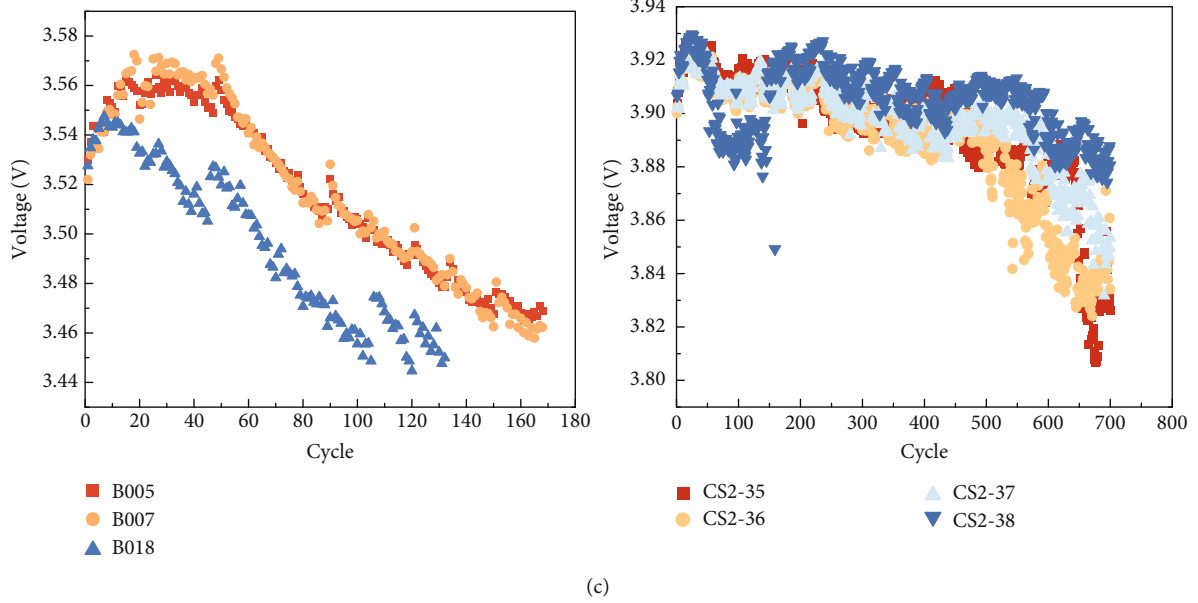 3.58
3.56
3.54
3.52
3.50
3.48
3.46
3.44
Voltage (V)
0 20 40 60 80 100 120 140 160 180
Cycle
B005
B007
B018
3.94
3.92
3.90
3.88
3.86
3.84
3.82
3.80
Voltage (V)
0 100 200 300 400 500 600 700 800
Cycle
CS2-35 CS2-37
CS2-36 CS2-38
(c)